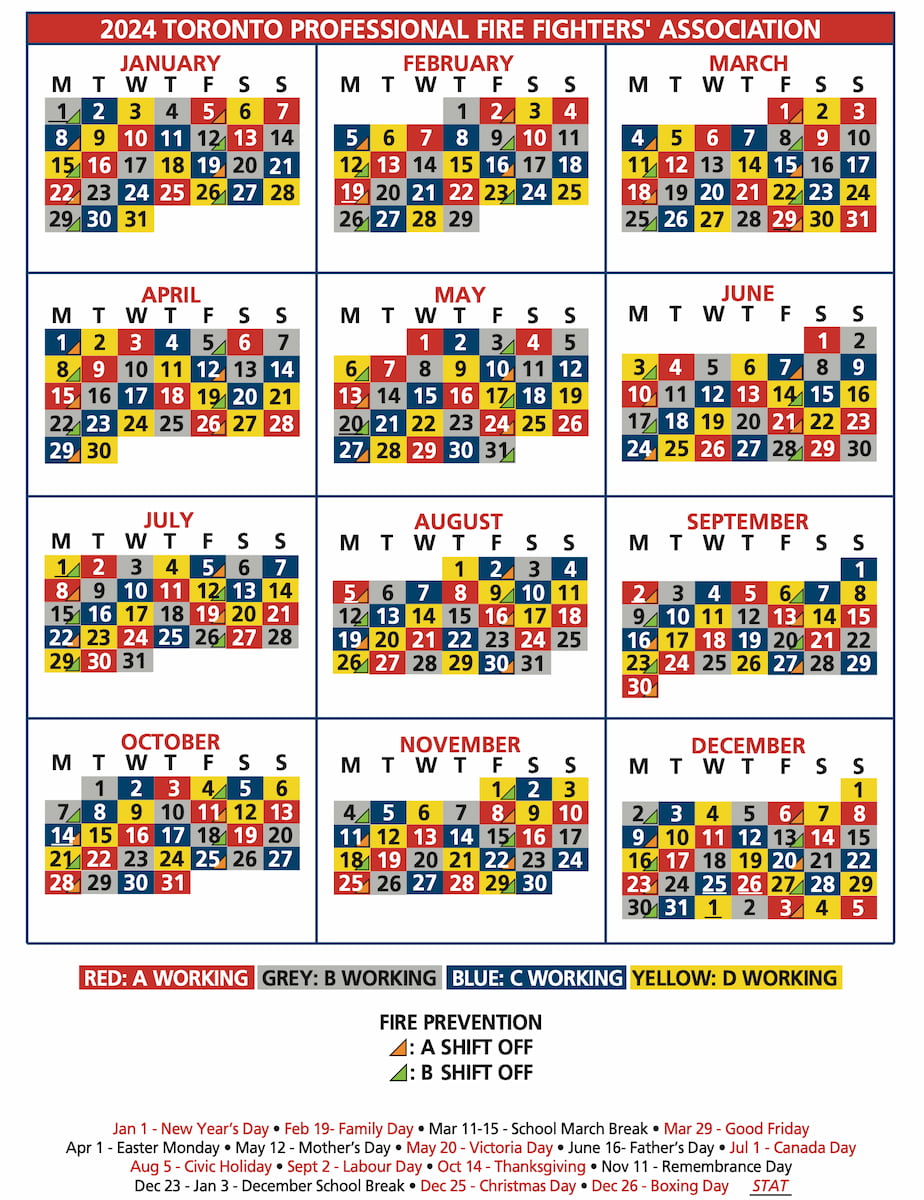 2024 TORONTO PROFESSIONAL FIRE FIGHTERS' ASSOCIATION
JANUARY
M T W T F S S
1 2 3 4 5 6 7
8 9 10 11 12 13 14
15 16 17 18 19 20 21
22 23 24 25 26 27 28
29 30 31
FEBRUARY
M T W T F S S
1 2 3 4
5 6 7 8 9 10 11
12 13 14 15 16 17 18
19 20 21 22 23 24 25
26 27 28 29
MARCH
M T W T F S S
1 2 3
4 5 6 7 8 9 10
11 12 13 14 15 16 17
18 19 20 21 22 23 24
25 26 27 28 29 30 31
APRIL
M T W T F S S
1 2 3 4 5 6 7
8 9 10 11 12 13 14
15 16 17 18 19 20 21
22 23 24 25 26 27 28
29 30
MAY
M T W T F S S
1 2 3 4 5
6 7 8 9 10 11 12
13 14 15 16 17 18 19
20 21 22 23 24 25 26
27 28 29 30 31
JUNE
M T W T F S S
1 2
3 4 5 6 7 8 9
10 11 12 13 14 15 16
17 18 19 20 21 22 23
24 25 26 27 28 29 30
JULY
M T W T F S S
1 2 3 4 5 6 7
8 9 10 11 12 13 14
15 16 17 18 19 20 21
22 23 24 25 26 27 28
29 30 31
AUGUST
M T W T F S S
1 2 3 4
5 6 7 8 9 10 11
12 13 14 15 16 17 18
19 20 21 22 23 24 25
26 27 28 29 30 31
SEPTEMBER
M T W T F S S
1
2 3 4 5 6 7 8
9 10 11 12 13 14 15
16 17 18 19 20 21 22
23 24 25 26 27 28 29
30
OCTOBER
M T W T F S S
1 2 3 4 5 6
7 8 9 10 11 12 13
14 15 16 17 18 19 20
21 22 23 24 25 26 27
28 29 30 31
NOVEMBER
M T W T F S S
1 2 3
4 5 6 7 8 9 10
11 12 13 14 15 16 17
18 19 20 21 22 23 24
25 26 27 28 29 30
DECEMBER
M T W T F S S
1
2 3 4 5 6 7 8
9 10 11 12 13 14 15
16 17 18 19 20 21 22
23 24 25 26 27 28 29
30 31 1 2 3 4 5
RED: A WORKING GREY: B WORKING BLUE: C WORKING YELLOW: D WORKING
FIRE PREVENTION
: A SHIFT OFF
: B SHIFT OFF
Jan 1 - New Year's Day • Feb 19- Family Day • Mar 11-15 - School March Break • Mar 29 - Good Friday
Apr 1 - Easter Monday • May 12 - Mother's Day • May 20 - Victoria Day • June 16- Father's Day • Jul 1 - Canada Day
Aug 5 - Civic Holiday • Sept 2 - Labour Day • Oct 14 - Thanksgiving • Nov 11 - Remembrance Day
Dec 23 - Jan 3 - December School Break • Dec 25 - Christmas Day • Dec 26 - Boxing Day STAT